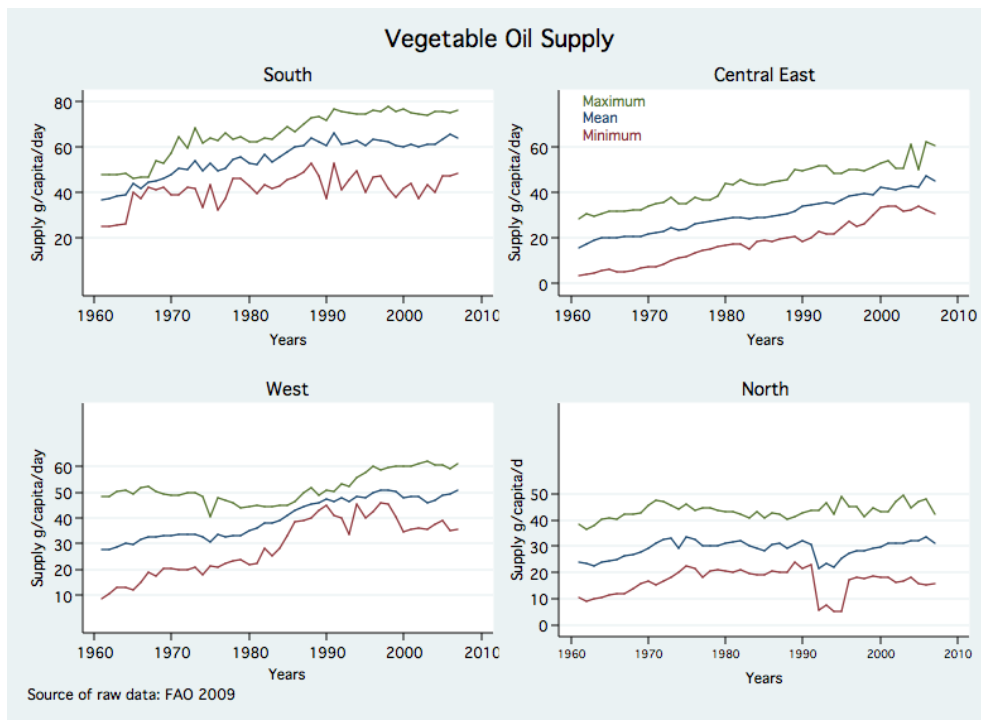 Vegetable Oil Supply
South
Supply g/capita/day
80
60
40
20
1960 1970 1980 1990 2000 2010
Years
Central East
Maximum
Mean
Minimum
Supply g/capita/day
60
40
20
0
1960 1970 1980 1990 2000 2010
Years
West
Supply g/capita/day
60
50
40
30
20
10
1960 1970 1980 1990 2000 2010
Years
North
Supply g/capita/d
50
40
30
20
10
0
1960 1970 1980 1990 2000 2010
Years
Source of raw data: FAO 2009